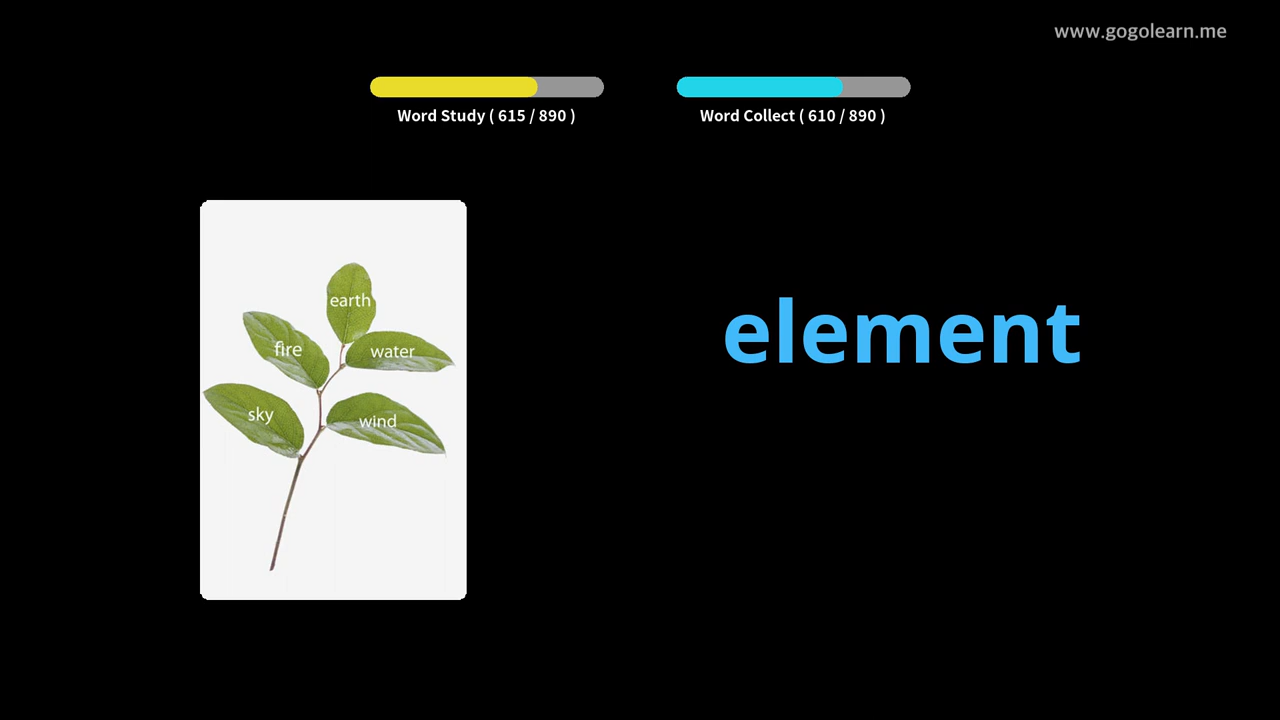 www.gogolearn.me
Word Study ( 615 / 890 )
Word Collect ( 610 / 890 )
earth
fire
water
sky
wind
element